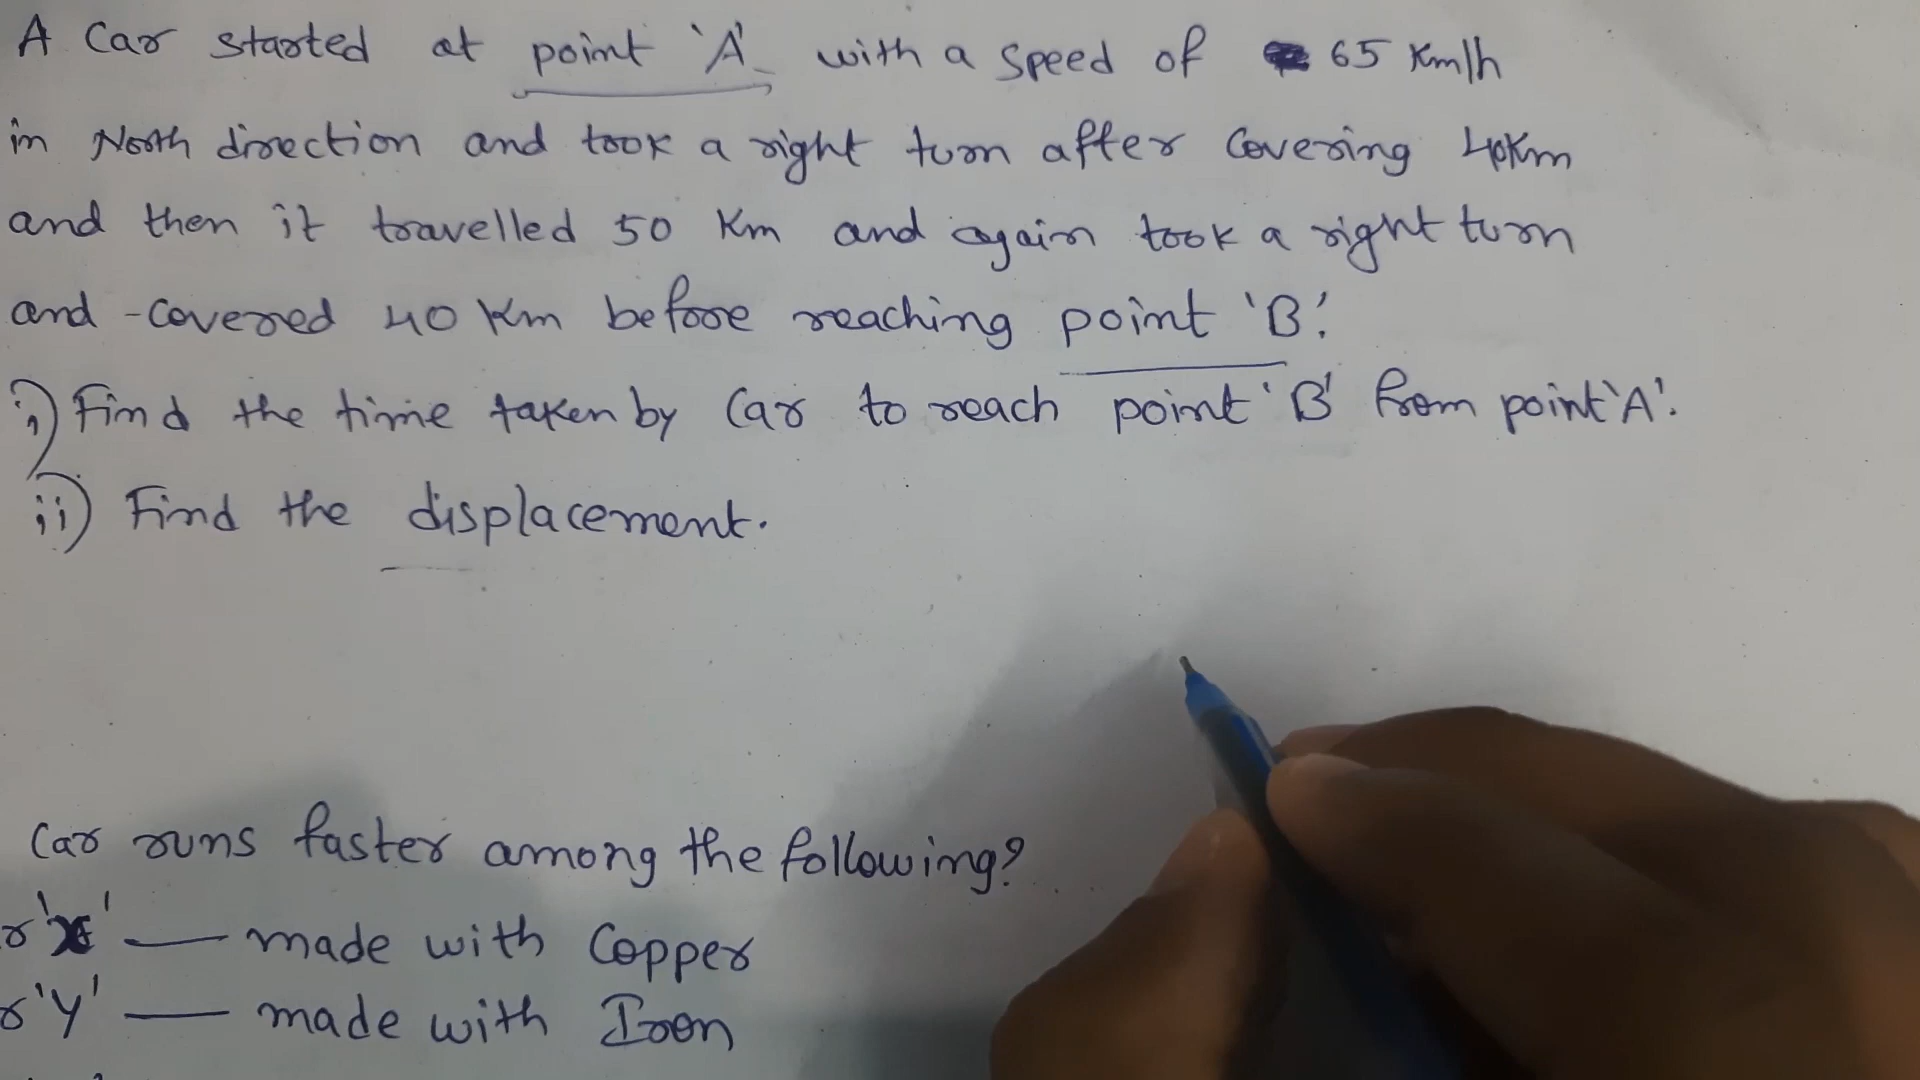 A Car started at point 'A' with a speed of 65 Km/h
in North direction and took a right turn after Covering 40Km
and then it travelled 50 Km and again took a right turn
and covered 40 Km before reaching point 'B'.
i) Find the time taken by Car to reach point 'B' from point 'A'.
ii) Find the displacement.
Car runs faster among the following?
r 'X' — made with Copper
r 'Y' — made with Iron